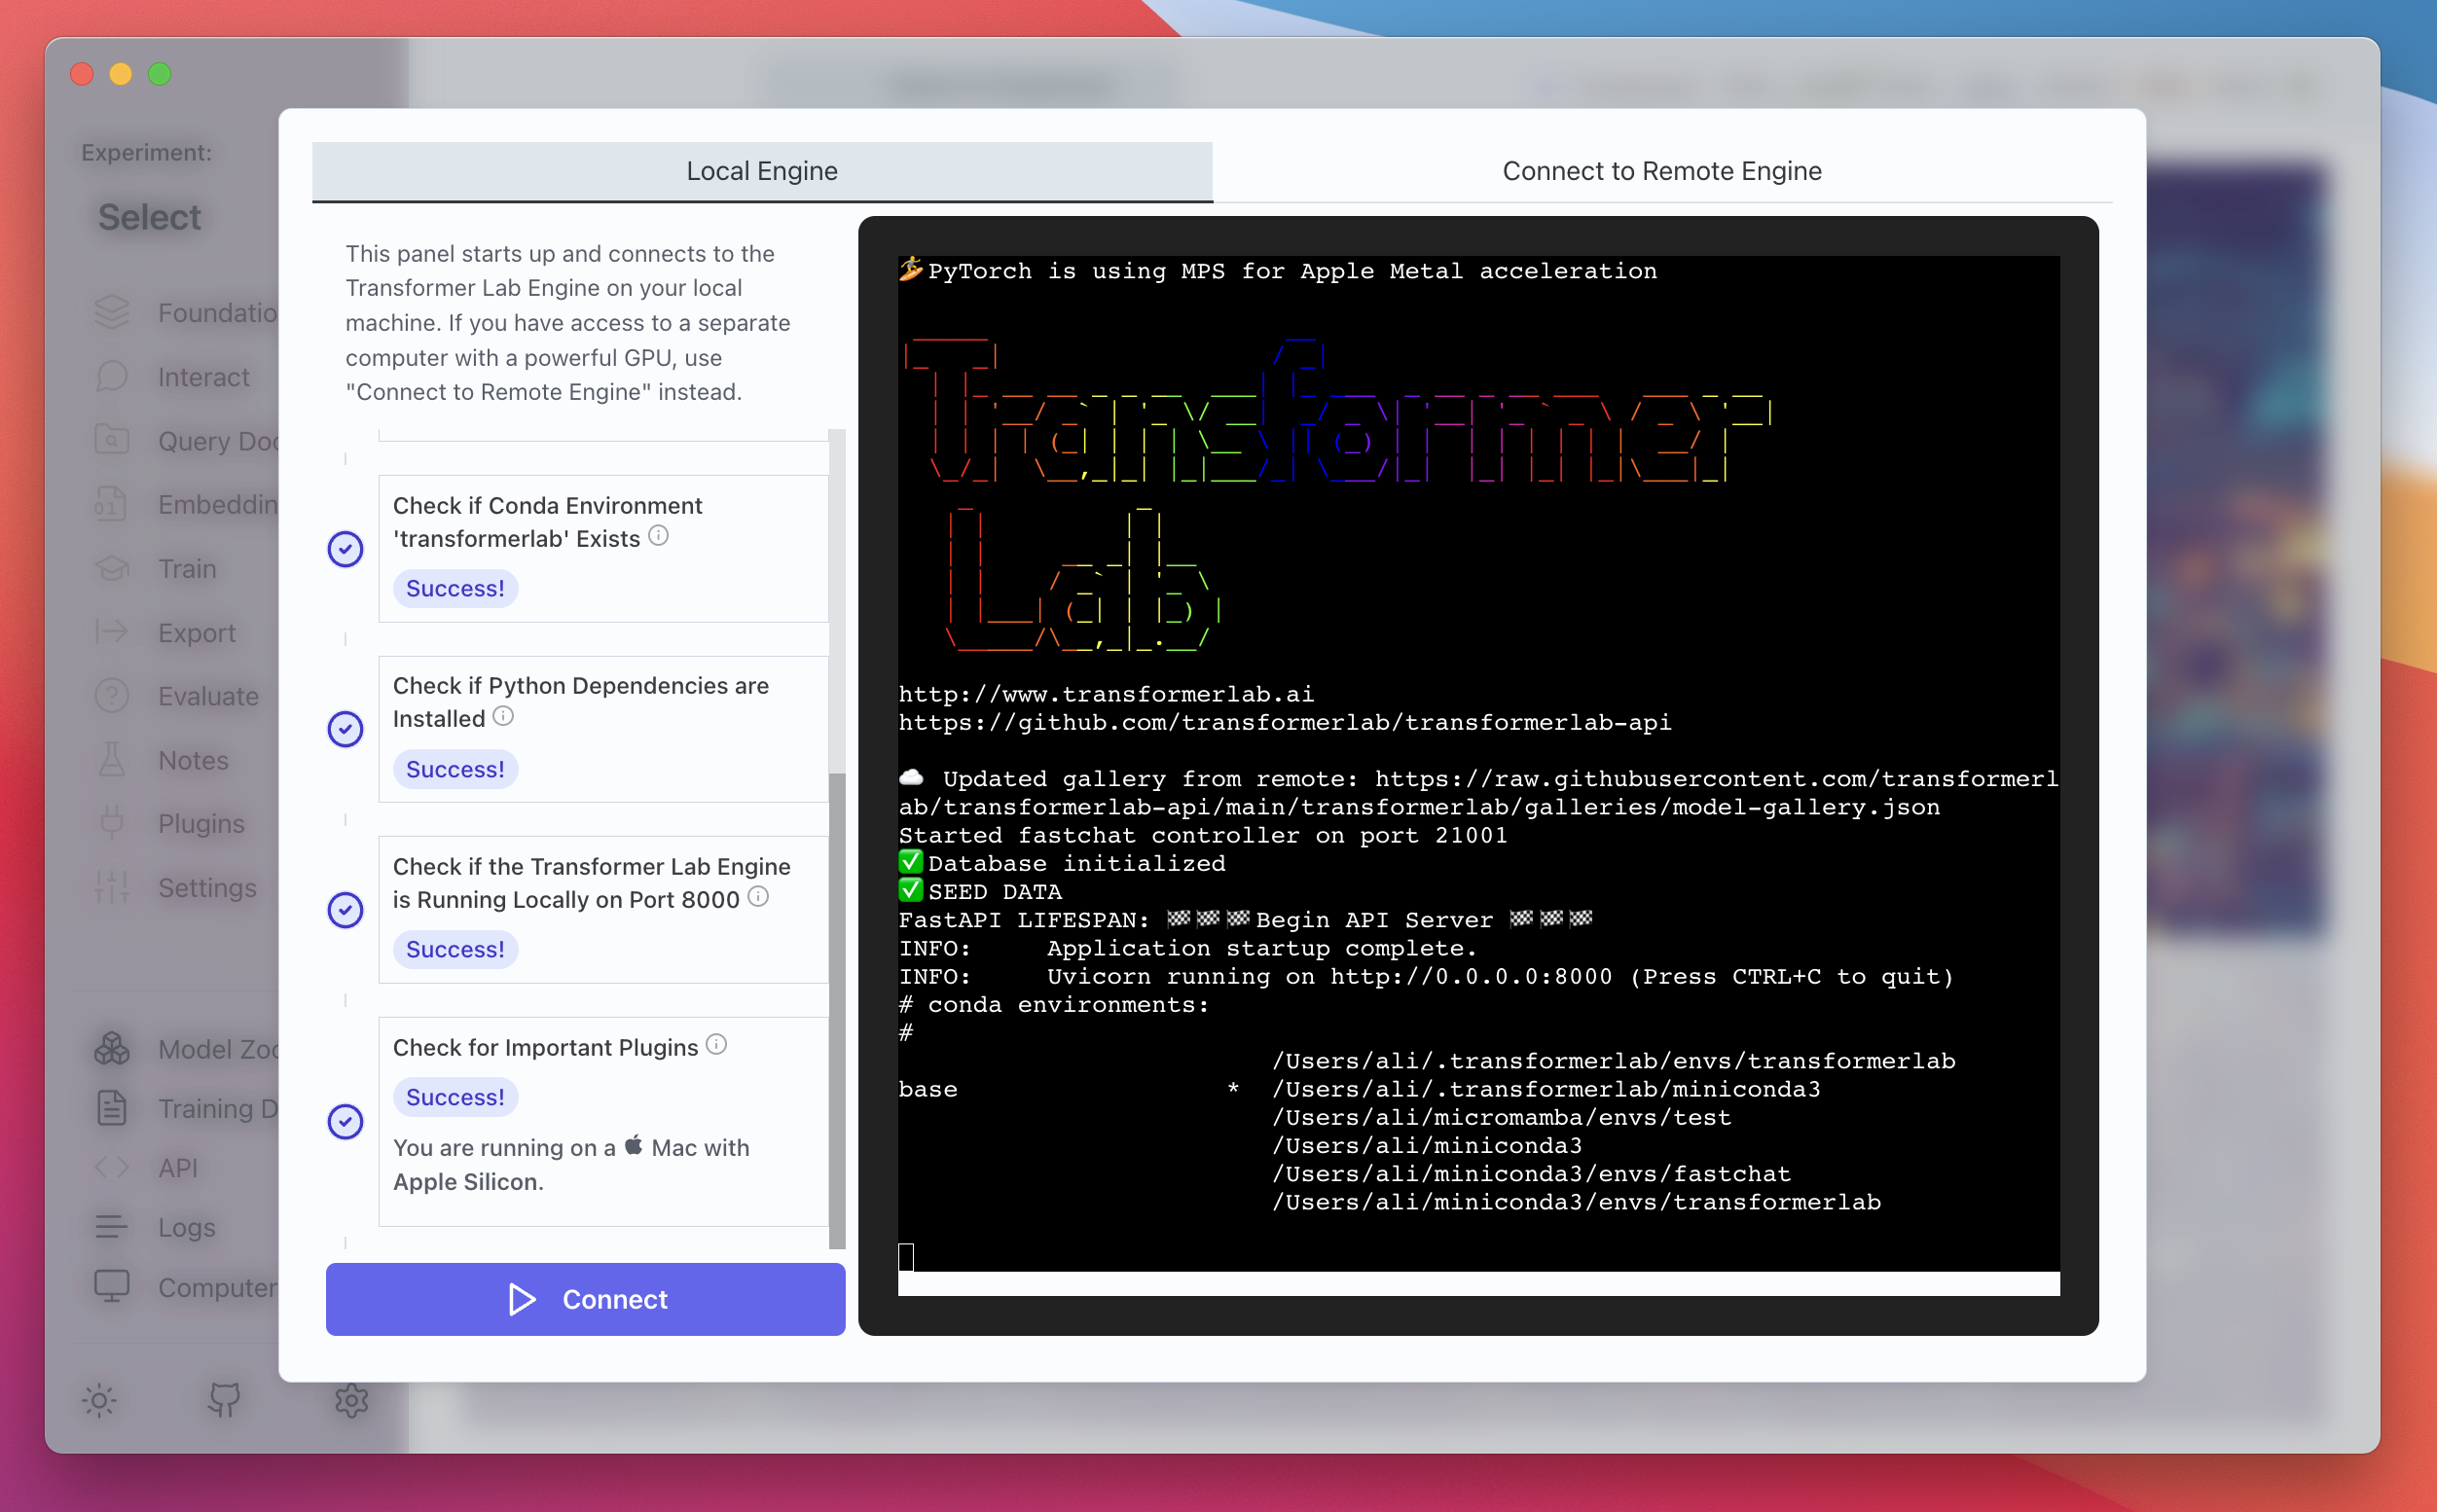 Experiment:
Select
Foundatio
Interact
Query Doc
Embeddin
Train
Export
Evaluate
Notes
Plugins
Settings
Model Zoo
Training D
API
Logs
Computer
Local Engine
Connect to Remote Engine
This panel starts up and connects to the
Transformer Lab Engine on your local
machine. If you have access to a separate
computer with a powerful GPU, use
"Connect to Remote Engine" instead.
Check if Conda Environment
'transformerlab' Exists
Success!
Check if Python Dependencies are
Installed
Success!
Check if the Transformer Lab Engine
is Running Locally on Port 8000
Success!
Check for Important Plugins
Success!
You are running on a Mac with
Apple Silicon.
Connect
🏄PyTorch is using MPS for Apple Metal acceleration
Transformer
Lab
http://www.transformerlab.ai
https://github.com/transformerlab/transformerlab-api
☁️ Updated gallery from remote: https://raw.githubusercontent.com/transformerl
ab/transformerlab-api/main/transformerlab/galleries/model-gallery.json
Started fastchat controller on port 21001
✅Database initialized
✅SEED DATA
FastAPI LIFESPAN: 🏁🏁🏁Begin API Server 🏁🏁🏁
INFO:     Application startup complete.
INFO:     Uvicorn running on http://0.0.0.0:8000 (Press CTRL+C to quit)
# conda environments:
#
/Users/ali/.transformerlab/envs/transformerlab
base                  *  /Users/ali/.transformerlab/miniconda3
/Users/ali/micromamba/envs/test
/Users/ali/miniconda3
/Users/ali/miniconda3/envs/fastchat
/Users/ali/miniconda3/envs/transformerlab